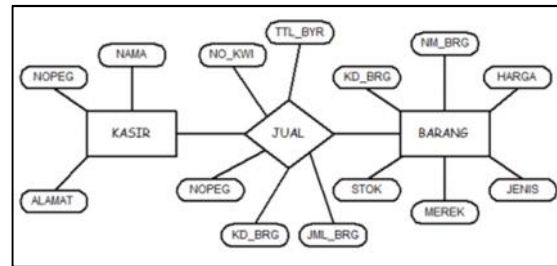 TTL_BYR
NAMA
NO_KWI
NM_BRG
NOPEG
KD_BRG
HARGA
KASIR
JUAL
BARANG
NOPEG
STOK
JENIS
ALAMAT
KD_BRG
JML_BRG
MEREK